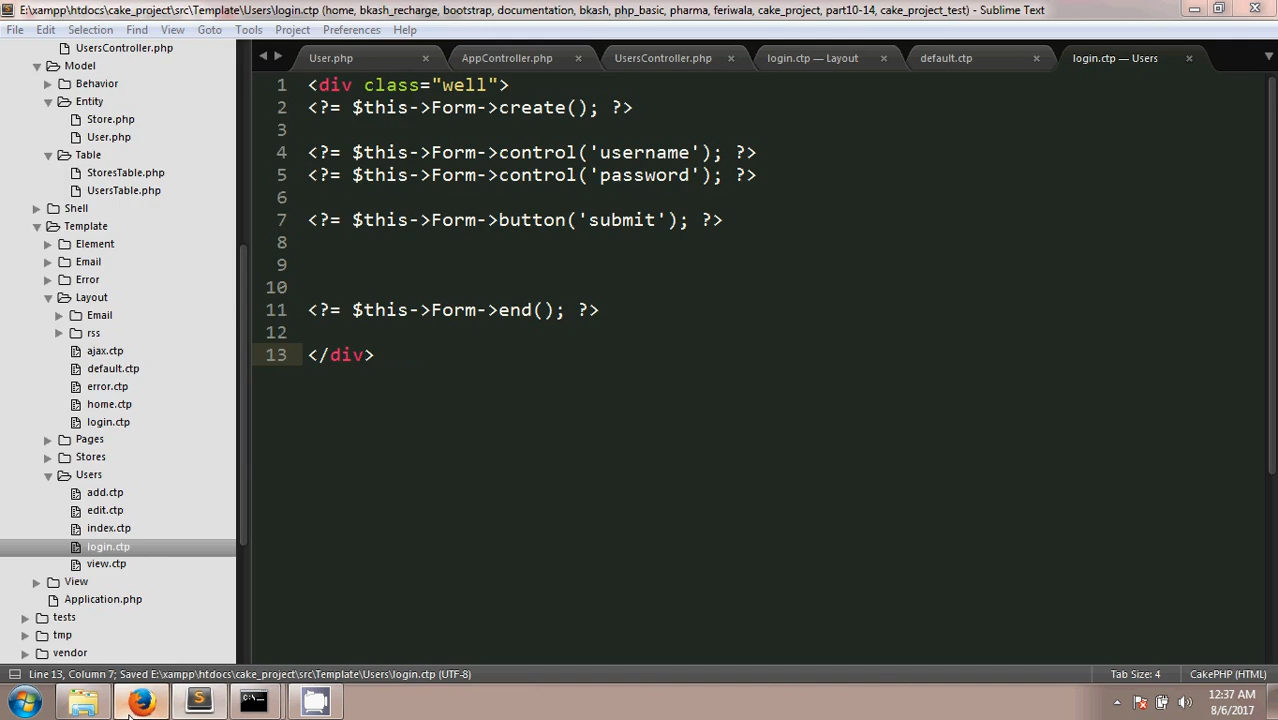 E:\xampp\htdocs\cake_project\src\Template\Users\login.ctp (home, bkash_recharge, bootstrap, documentation, bkash, php_basic, pharma, feriwala, cake_project, part10-14, cake_project_test) - Sublime Text
File Edit Selection Find View Goto Tools Project Preferences Help
UsersController.php
Model
Behavior
Entity
Store.php
User.php
Table
StoresTable.php
UsersTable.php
Shell
Template
Element
Email
Error
Layout
Email
rss
ajax.ctp
default.ctp
error.ctp
home.ctp
login.ctp
Pages
Stores
Users
add.ctp
edit.ctp
index.ctp
login.ctp
view.ctp
View
Application.php
tests
tmp
vendor
User.php AppController.php UsersController.php login.ctp — Layout default.ctp login.ctp — Users
1 <div class="well">
2 <?= $this->Form->create(); ?>
3
4 <?= $this->Form->control('username'); ?>
5 <?= $this->Form->control('password'); ?>
6
7 <?= $this->Form->button('submit'); ?>
8
9
10
11 <?= $this->Form->end(); ?>
12
13 </div>
Line 13, Column 7; Saved E:\xampp\htdocs\cake_project\src\Template\Users\login.ctp (UTF-8) Tab Size: 4 CakePHP (HTML)
12:37 AM
8/6/2017